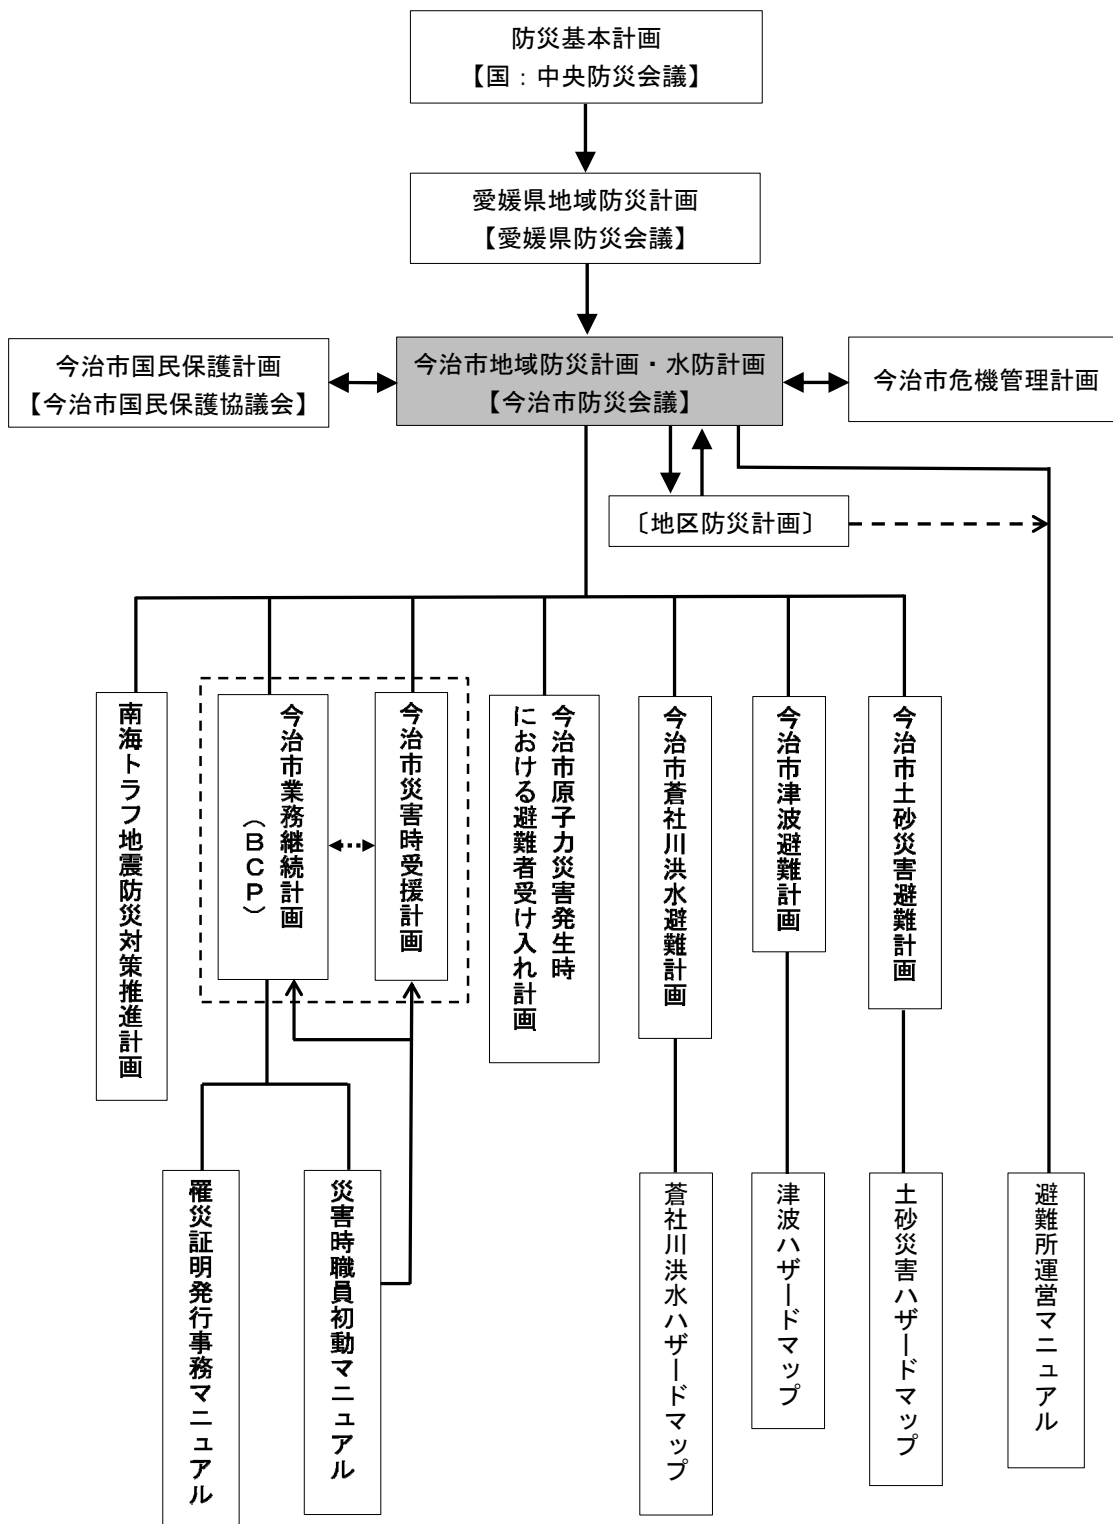 防災基本計画
【国：中央防災会議】
愛媛県地域防災計画
【愛媛県防災会議】
今治市国民保護計画
【今治市国民保護協議会】
今治市地域防災計画・水防計画
【今治市防災会議】
今治市危機管理計画
〔地区防災計画〕
南海トラフ地震防災対策推進計画
今治市業務継続計画
（ＢＣＰ）
今治市災害時受援計画
今治市原子力災害発生時
における避難者受け入れ計画
今治市蒼社川洪水避難計画
今治市津波避難計画
今治市土砂災害避難計画
罹災証明発行事務マニュアル
災害時職員初動マニュアル
蒼社川洪水ハザードマップ
津波ハザードマップ
土砂災害ハザードマップ
避難所運営マニュアル